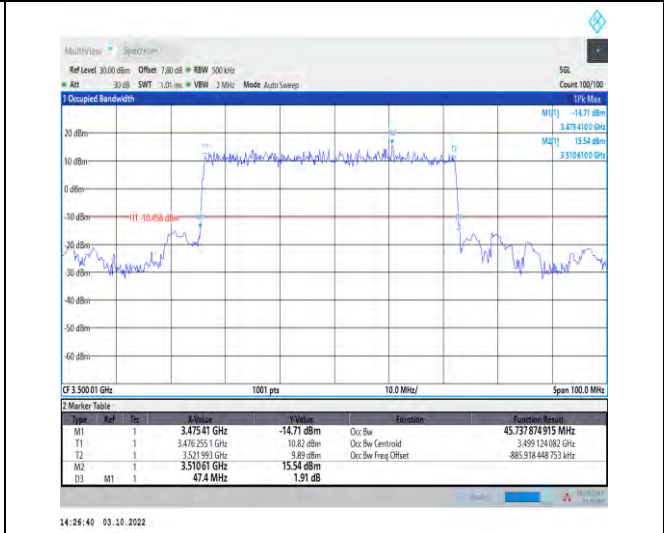 MultiView Spectrum
Ref Level 30.00 dBm Offset 7.80 dB RBW 500 kHz SGL
Att 30 dB SWT 1.01 ms VBW 2 MHz Mode Auto Sweep Count 100/100
1 Occupied Bandwidth 1Pk Max
M1[1] -14.71 dBm
3.4754100 GHz
M2[1] 15.54 dBm
3.5106100 GHz
20 dBm
10 dBm
0 dBm
-10 dBm
H1 -10.458 dBm
-20 dBm
-30 dBm
-40 dBm
-50 dBm
-60 dBm
T2
CF 3.50001 GHz 1001 pts 10.0 MHz/ Span 100.0 MHz
2 Marker Table
Type Ref Trc X-Value Y-Value Function Function Result
M1 1 3.47541 GHz -14.71 dBm Occ Bw 45.737874915 MHz
T1 1 3.4762551 GHz 10.82 dBm Occ Bw Centroid 3.499124082 GHz
T2 1 3.521993 GHz 9.89 dBm Occ Bw Freq Offset -885.918448753 kHz
M2 1 3.51061 GHz 15.54 dBm
D3 M1 1 47.4 MHz 1.91 dB
14:26:40 03.10.2022